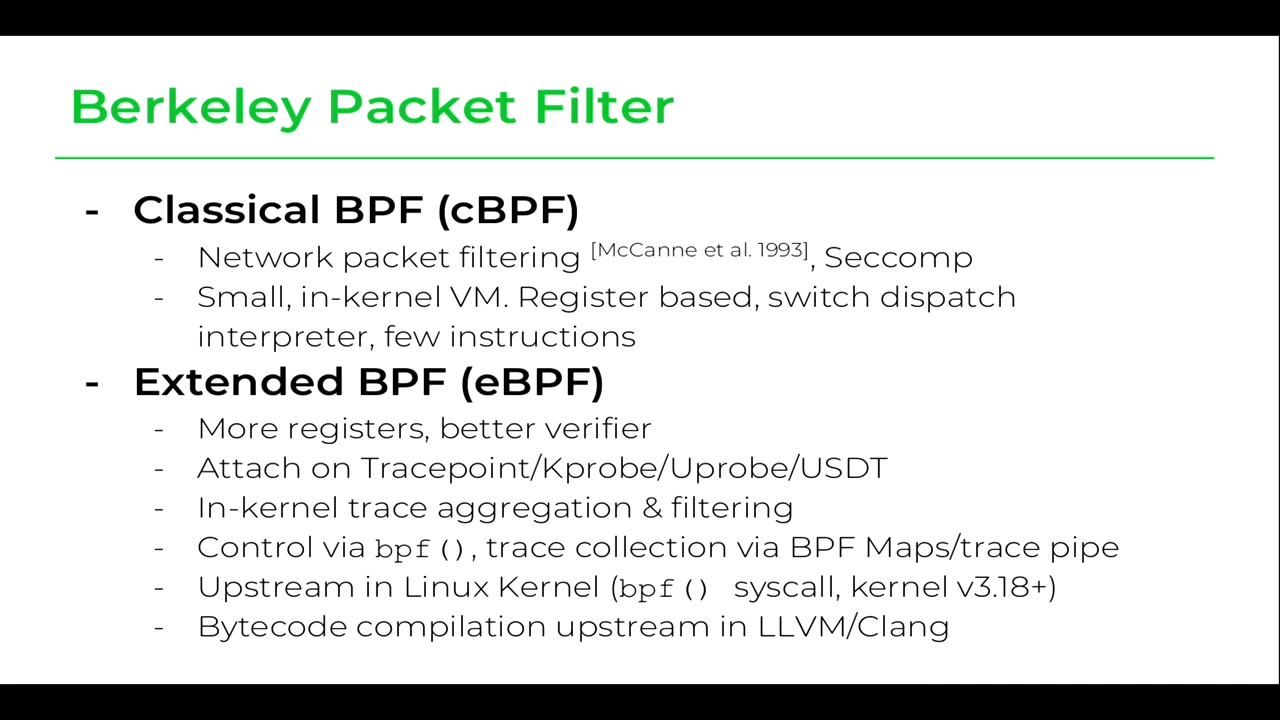 Berkeley Packet Filter
- Classical BPF (cBPF)
- Network packet filtering [McCanne et al. 1993], Seccomp
- Small, in-kernel VM. Register based, switch dispatch
interpreter, few instructions
- Extended BPF (eBPF)
- More registers, better verifier
- Attach on Tracepoint/Kprobe/Uprobe/USDT
- In-kernel trace aggregation & filtering
- Control via bpf(), trace collection via BPF Maps/trace pipe
- Upstream in Linux Kernel (bpf() syscall, kernel v3.18+)
- Bytecode compilation upstream in LLVM/Clang